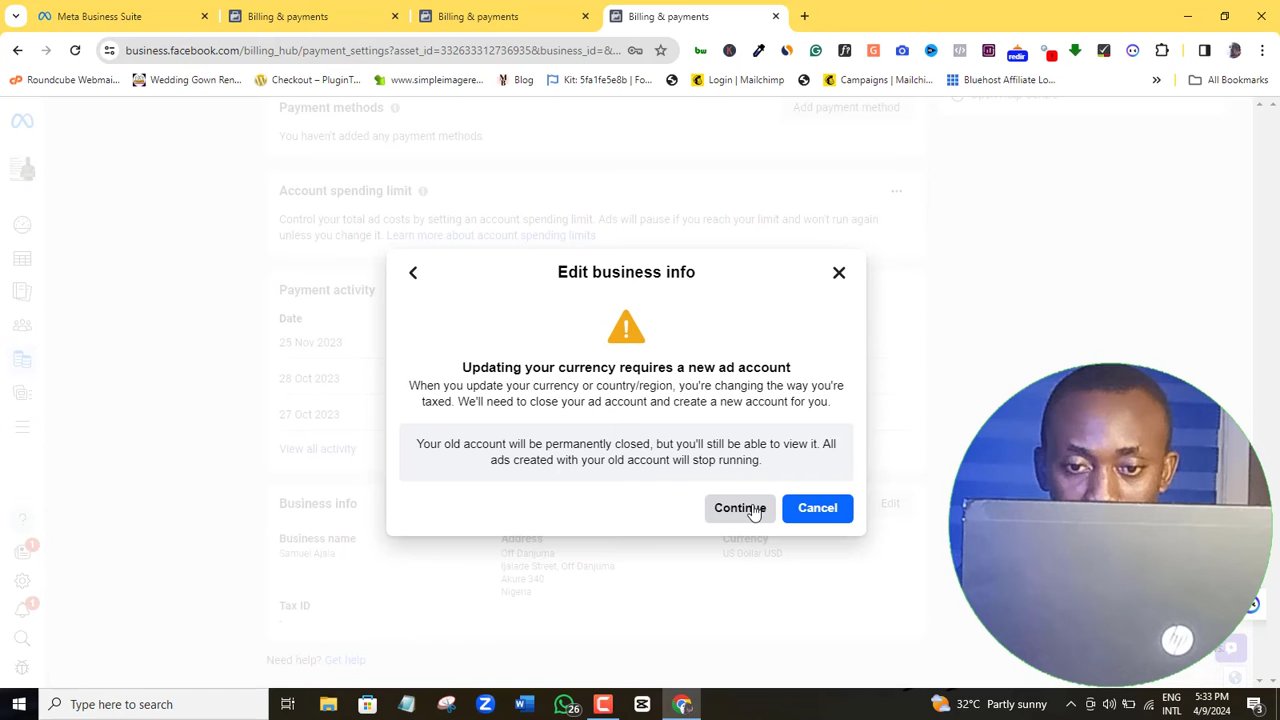 Meta Business Suite
Billing & payments
Billing & payments
Billing & payments
business.facebook.com/billing_hub/payment_settings?asset_id=332633312736935&business_id=&...
Roundcube Webmai...
Wedding Gown Ren...
Checkout – PluginT...
www.simpleimagere...
Blog
Kit: 5fa1fe5e8b | Fo...
Login | Mailchimp
Campaigns | Mailchi...
Bluehost Affiliate Lo...
All Bookmarks
Payment methods
Add payment method
You haven't added any payment methods.
Account spending limit
Control your total ad costs by setting an account spending limit. Ads will pause if you reach your limit and won't run again
unless you change it. Learn more about account spending limits
Payment activity
Date
25 Nov 2023
28 Oct 2023
27 Oct 2023
View all activity
Edit business info
Updating your currency requires a new ad account
When you update your currency or country/region, you're changing the way you're
taxed. We'll need to close your ad account and create a new account for you.
Your old account will be permanently closed, but you'll still be able to view it. All
ads created with your old account will stop running.
Continue
Cancel
Business info
Edit
Business name
Samuel Ajala
Address
Off Danjuma
Ijalade Street, Off Danjuma
Akure 340
Nigeria
Currency
US Dollar USD
Tax ID
-
Need help? Get help
1
1
hp
Type here to search
26
32°C Partly sunny
ENG
INTL
5:33 PM
4/9/2024
3